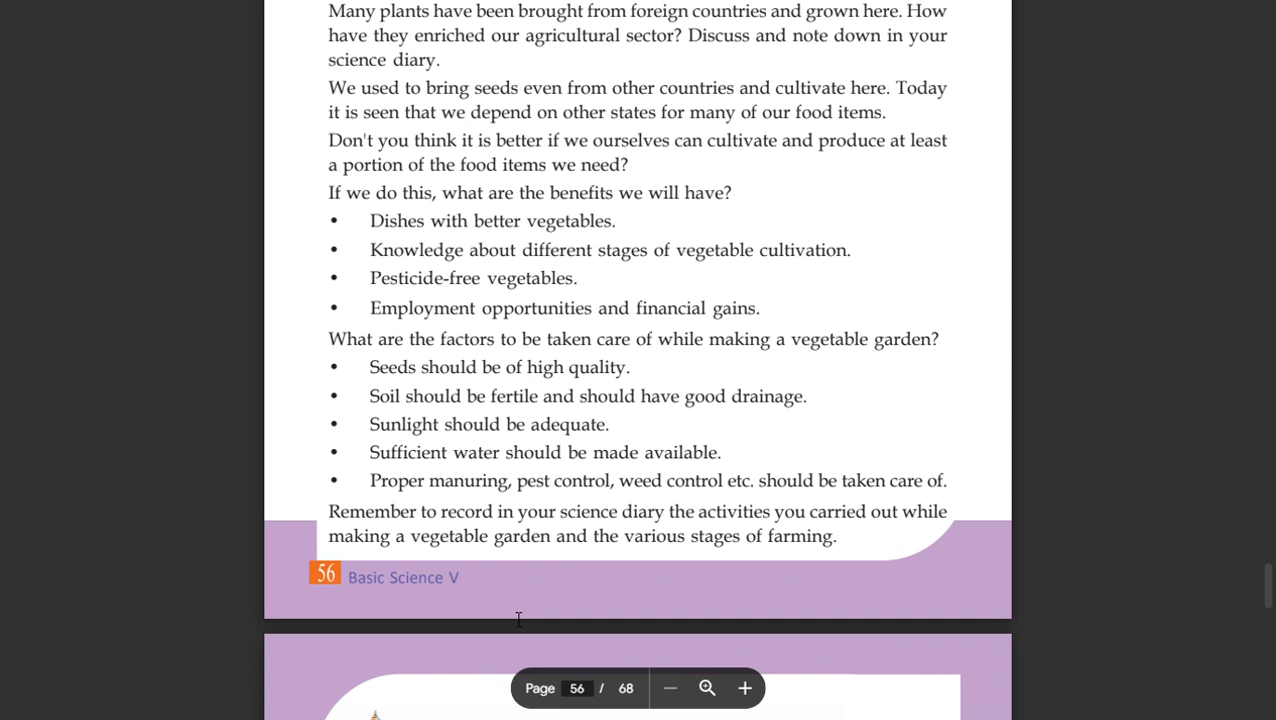 Many plants have been brought from foreign countries and grown here. How
have they enriched our agricultural sector? Discuss and note down in your
science diary.
We used to bring seeds even from other countries and cultivate here. Today
it is seen that we depend on other states for many of our food items.
Don't you think it is better if we ourselves can cultivate and produce at least
a portion of the food items we need?
If we do this, what are the benefits we will have?
• Dishes with better vegetables.
• Knowledge about different stages of vegetable cultivation.
• Pesticide-free vegetables.
• Employment opportunities and financial gains.
What are the factors to be taken care of while making a vegetable garden?
• Seeds should be of high quality.
• Soil should be fertile and should have good drainage.
• Sunlight should be adequate.
• Sufficient water should be made available.
• Proper manuring, pest control, weed control etc. should be taken care of.
Remember to record in your science diary the activities you carried out while
making a vegetable garden and the various stages of farming.
56 Basic Science V
Page 56 / 68